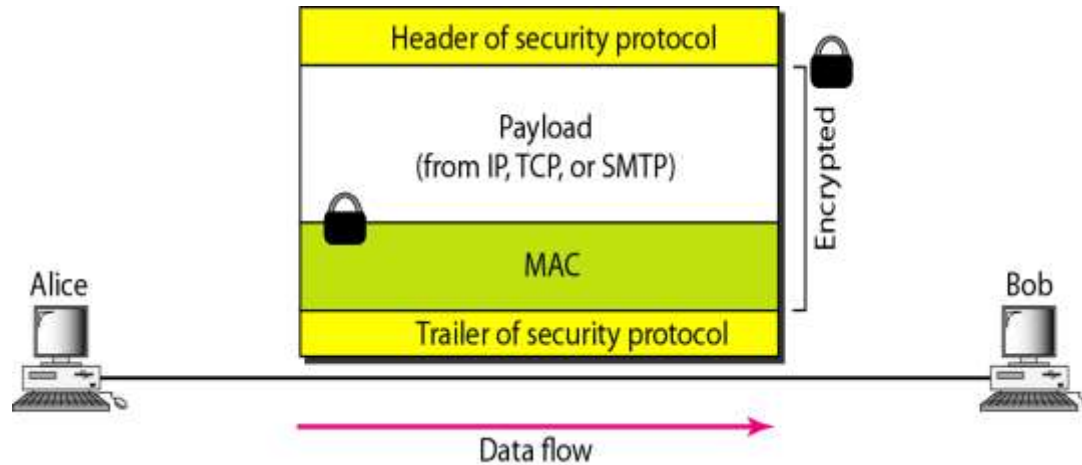 Header of security protocol
Payload
(from IP, TCP, or SMTP)
Encrypted
MAC
Alice
Bob
Trailer of security protocol
Data flow